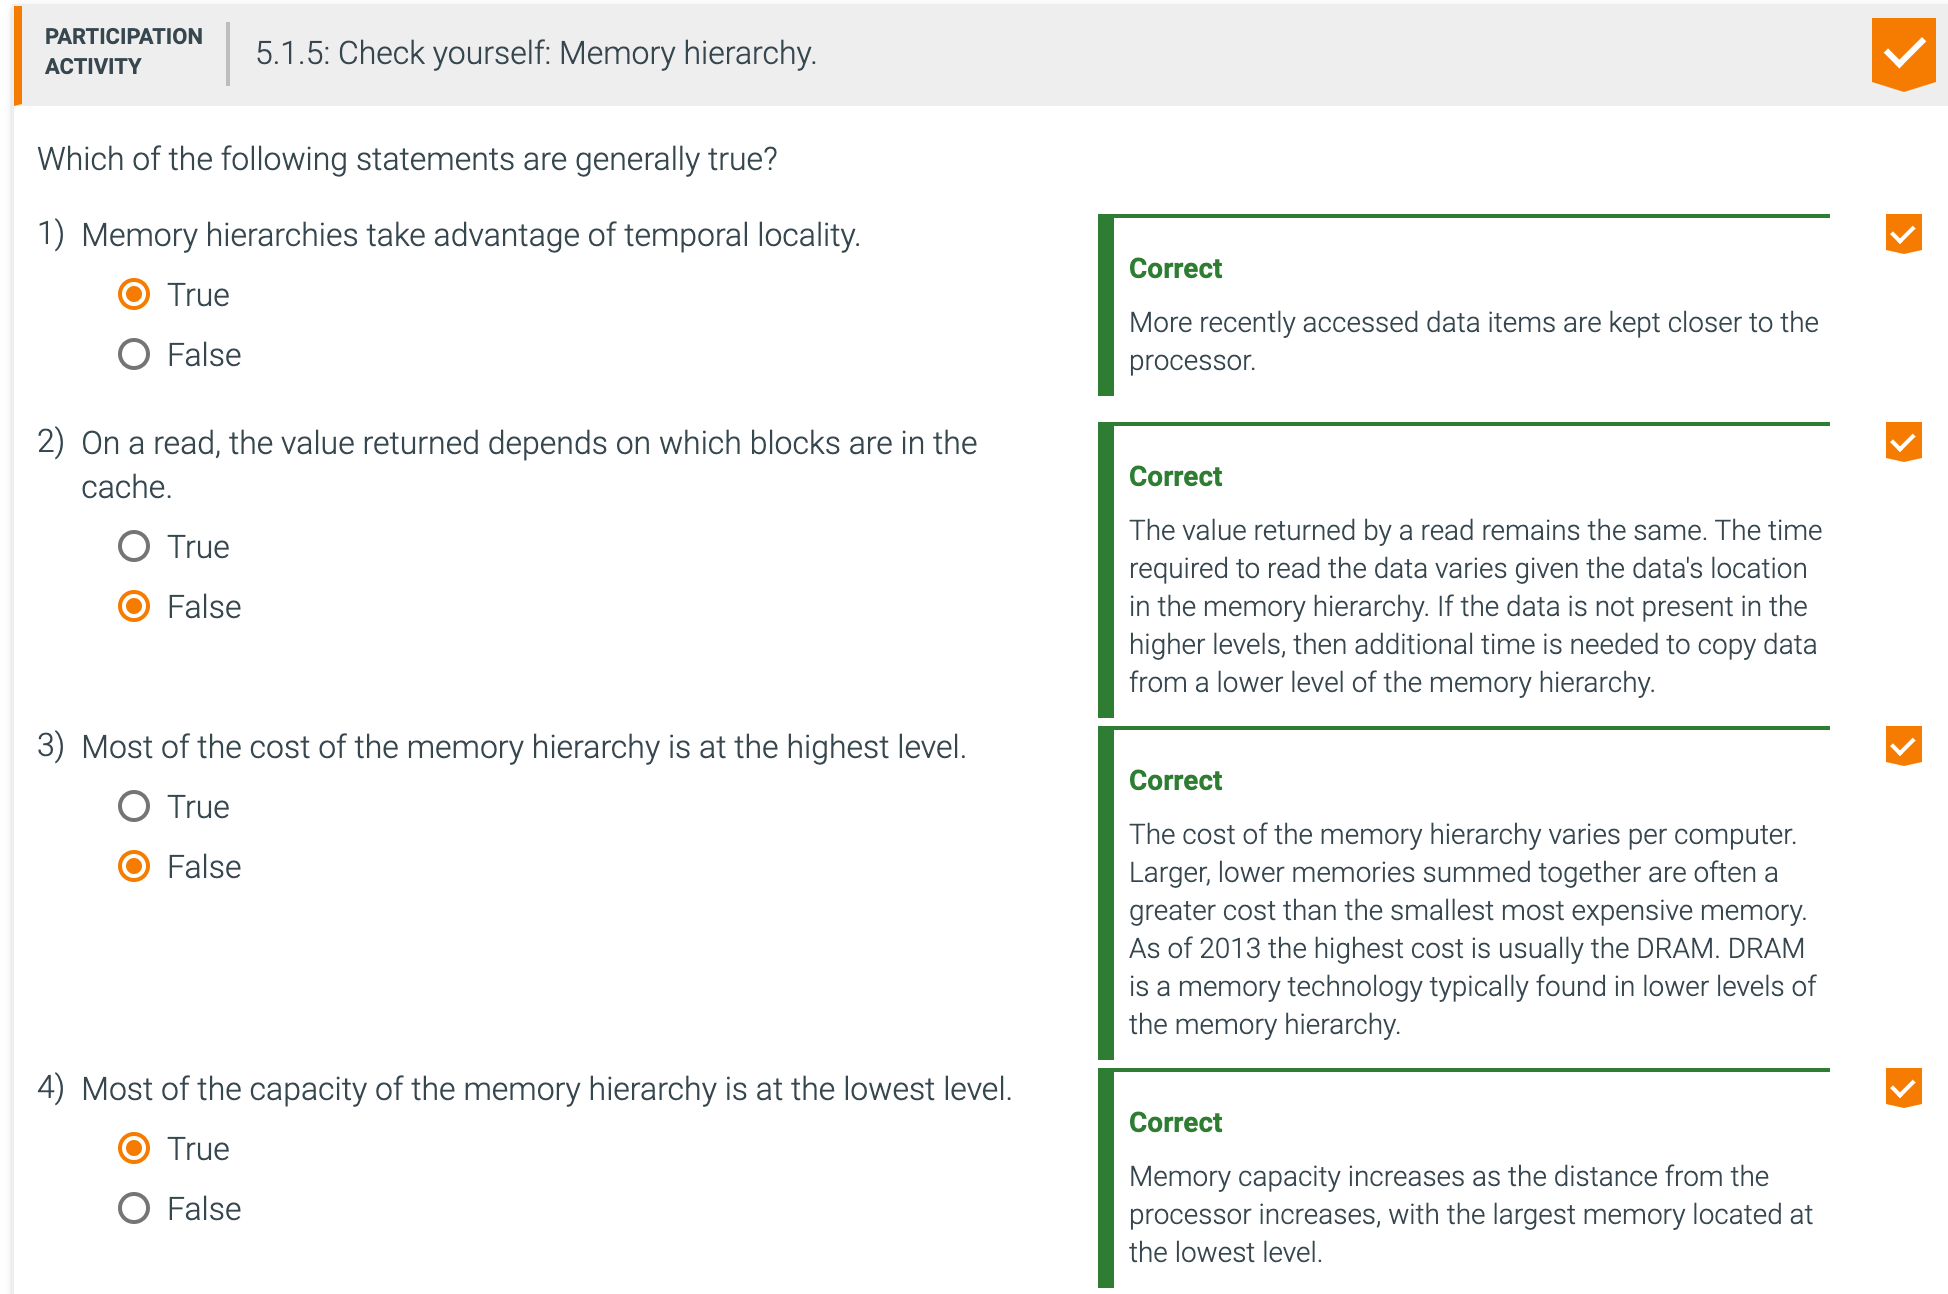 PARTICIPATION
ACTIVITY
5.1.5: Check yourself: Memory hierarchy.
Which of the following statements are generally true?
1) Memory hierarchies take advantage of temporal locality.
True
False
Correct
More recently accessed data items are kept closer to the
processor.
2) On a read, the value returned depends on which blocks are in the
cache.
True
False
Correct
The value returned by a read remains the same. The time
required to read the data varies given the data's location
in the memory hierarchy. If the data is not present in the
higher levels, then additional time is needed to copy data
from a lower level of the memory hierarchy.
3) Most of the cost of the memory hierarchy is at the highest level.
True
False
Correct
The cost of the memory hierarchy varies per computer.
Larger, lower memories summed together are often a
greater cost than the smallest most expensive memory.
As of 2013 the highest cost is usually the DRAM. DRAM
is a memory technology typically found in lower levels of
the memory hierarchy.
4) Most of the capacity of the memory hierarchy is at the lowest level.
True
False
Correct
Memory capacity increases as the distance from the
processor increases, with the largest memory located at
the lowest level.